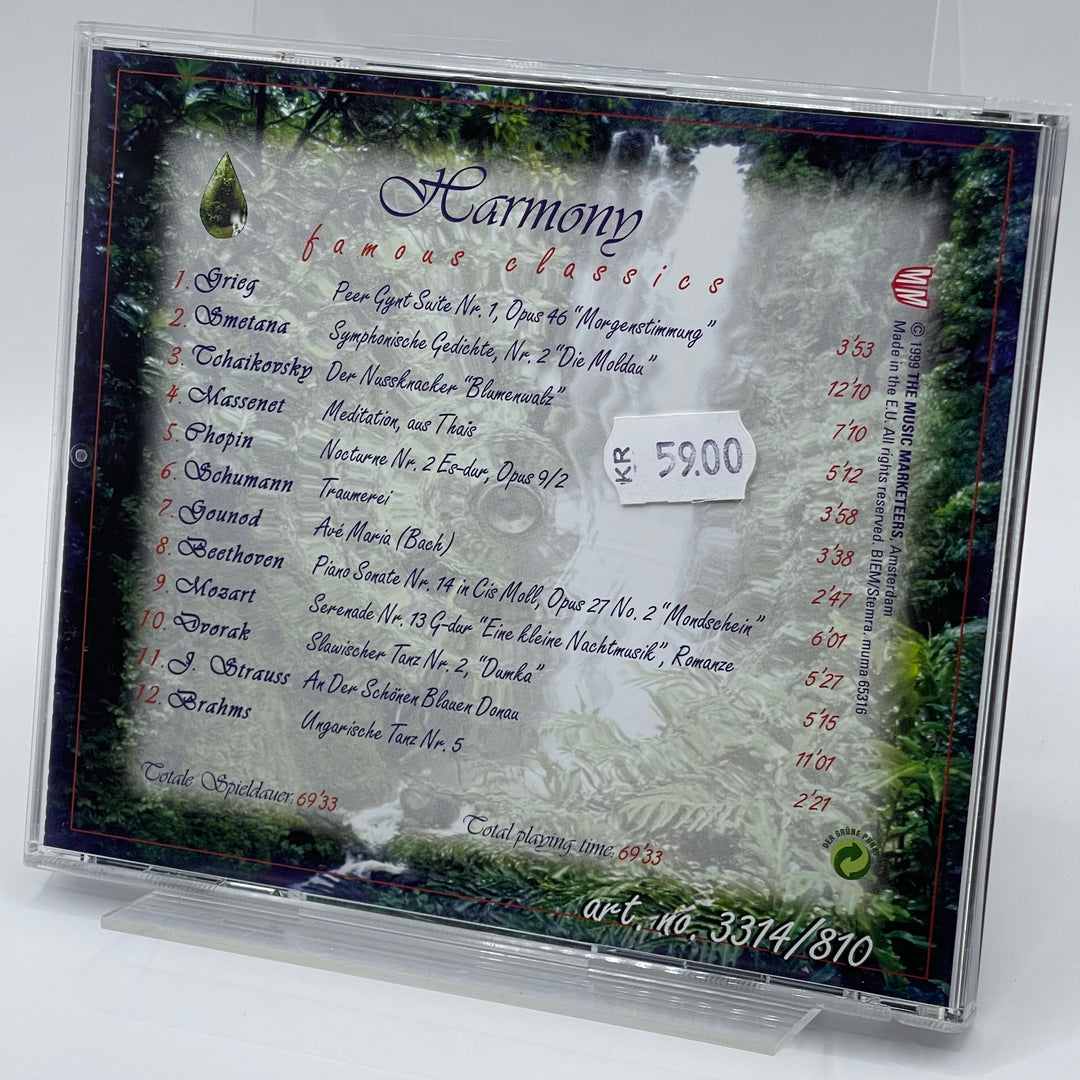 Harmony
famous classics
1. Grieg Peer Gynt Suite Nr. 1, Opus 46 "Morgenstimmung" 3'53
2. Smetana Symphonische Gedichte, Nr. 2 "Die Moldau" 12'10
3. Tchaikovsky Der Nussknacker "Blumenwalz" 7'10
4. Massenet Meditation, aus Thais 5'12
5. Chopin Nocturne Nr. 2 Es-dur, Opus 9/2 3'58
6. Schumann Traumerei 3'38
7. Gounod Avé Maria (Bach) 2'47
8. Beethoven Piano Sonate Nr. 14 in Cis Moll, Opus 27 No. 2 "Mondschein" 6'01
9. Mozart Serenade Nr. 13 G-dur "Eine kleine Nachtmusik", Romanze 5'27
10. Dvorak Slawischer Tanz Nr. 2, "Dumka" 5'15
11. J. Strauss An Der Schönen Blauen Donau 11'01
12. Brahms Ungarische Tanz Nr. 5 2'21
Totale Spieldauer: 69'33
Total playing time: 69'33
art. no. 3314/810
KR 59.00
MM
© 1999 THE MUSIC MARKETEERS, Amsterdam
Made in the E.U. All rights reserved. BIEM/Stemra. muma 65316
DER GRÜNE PUNKT